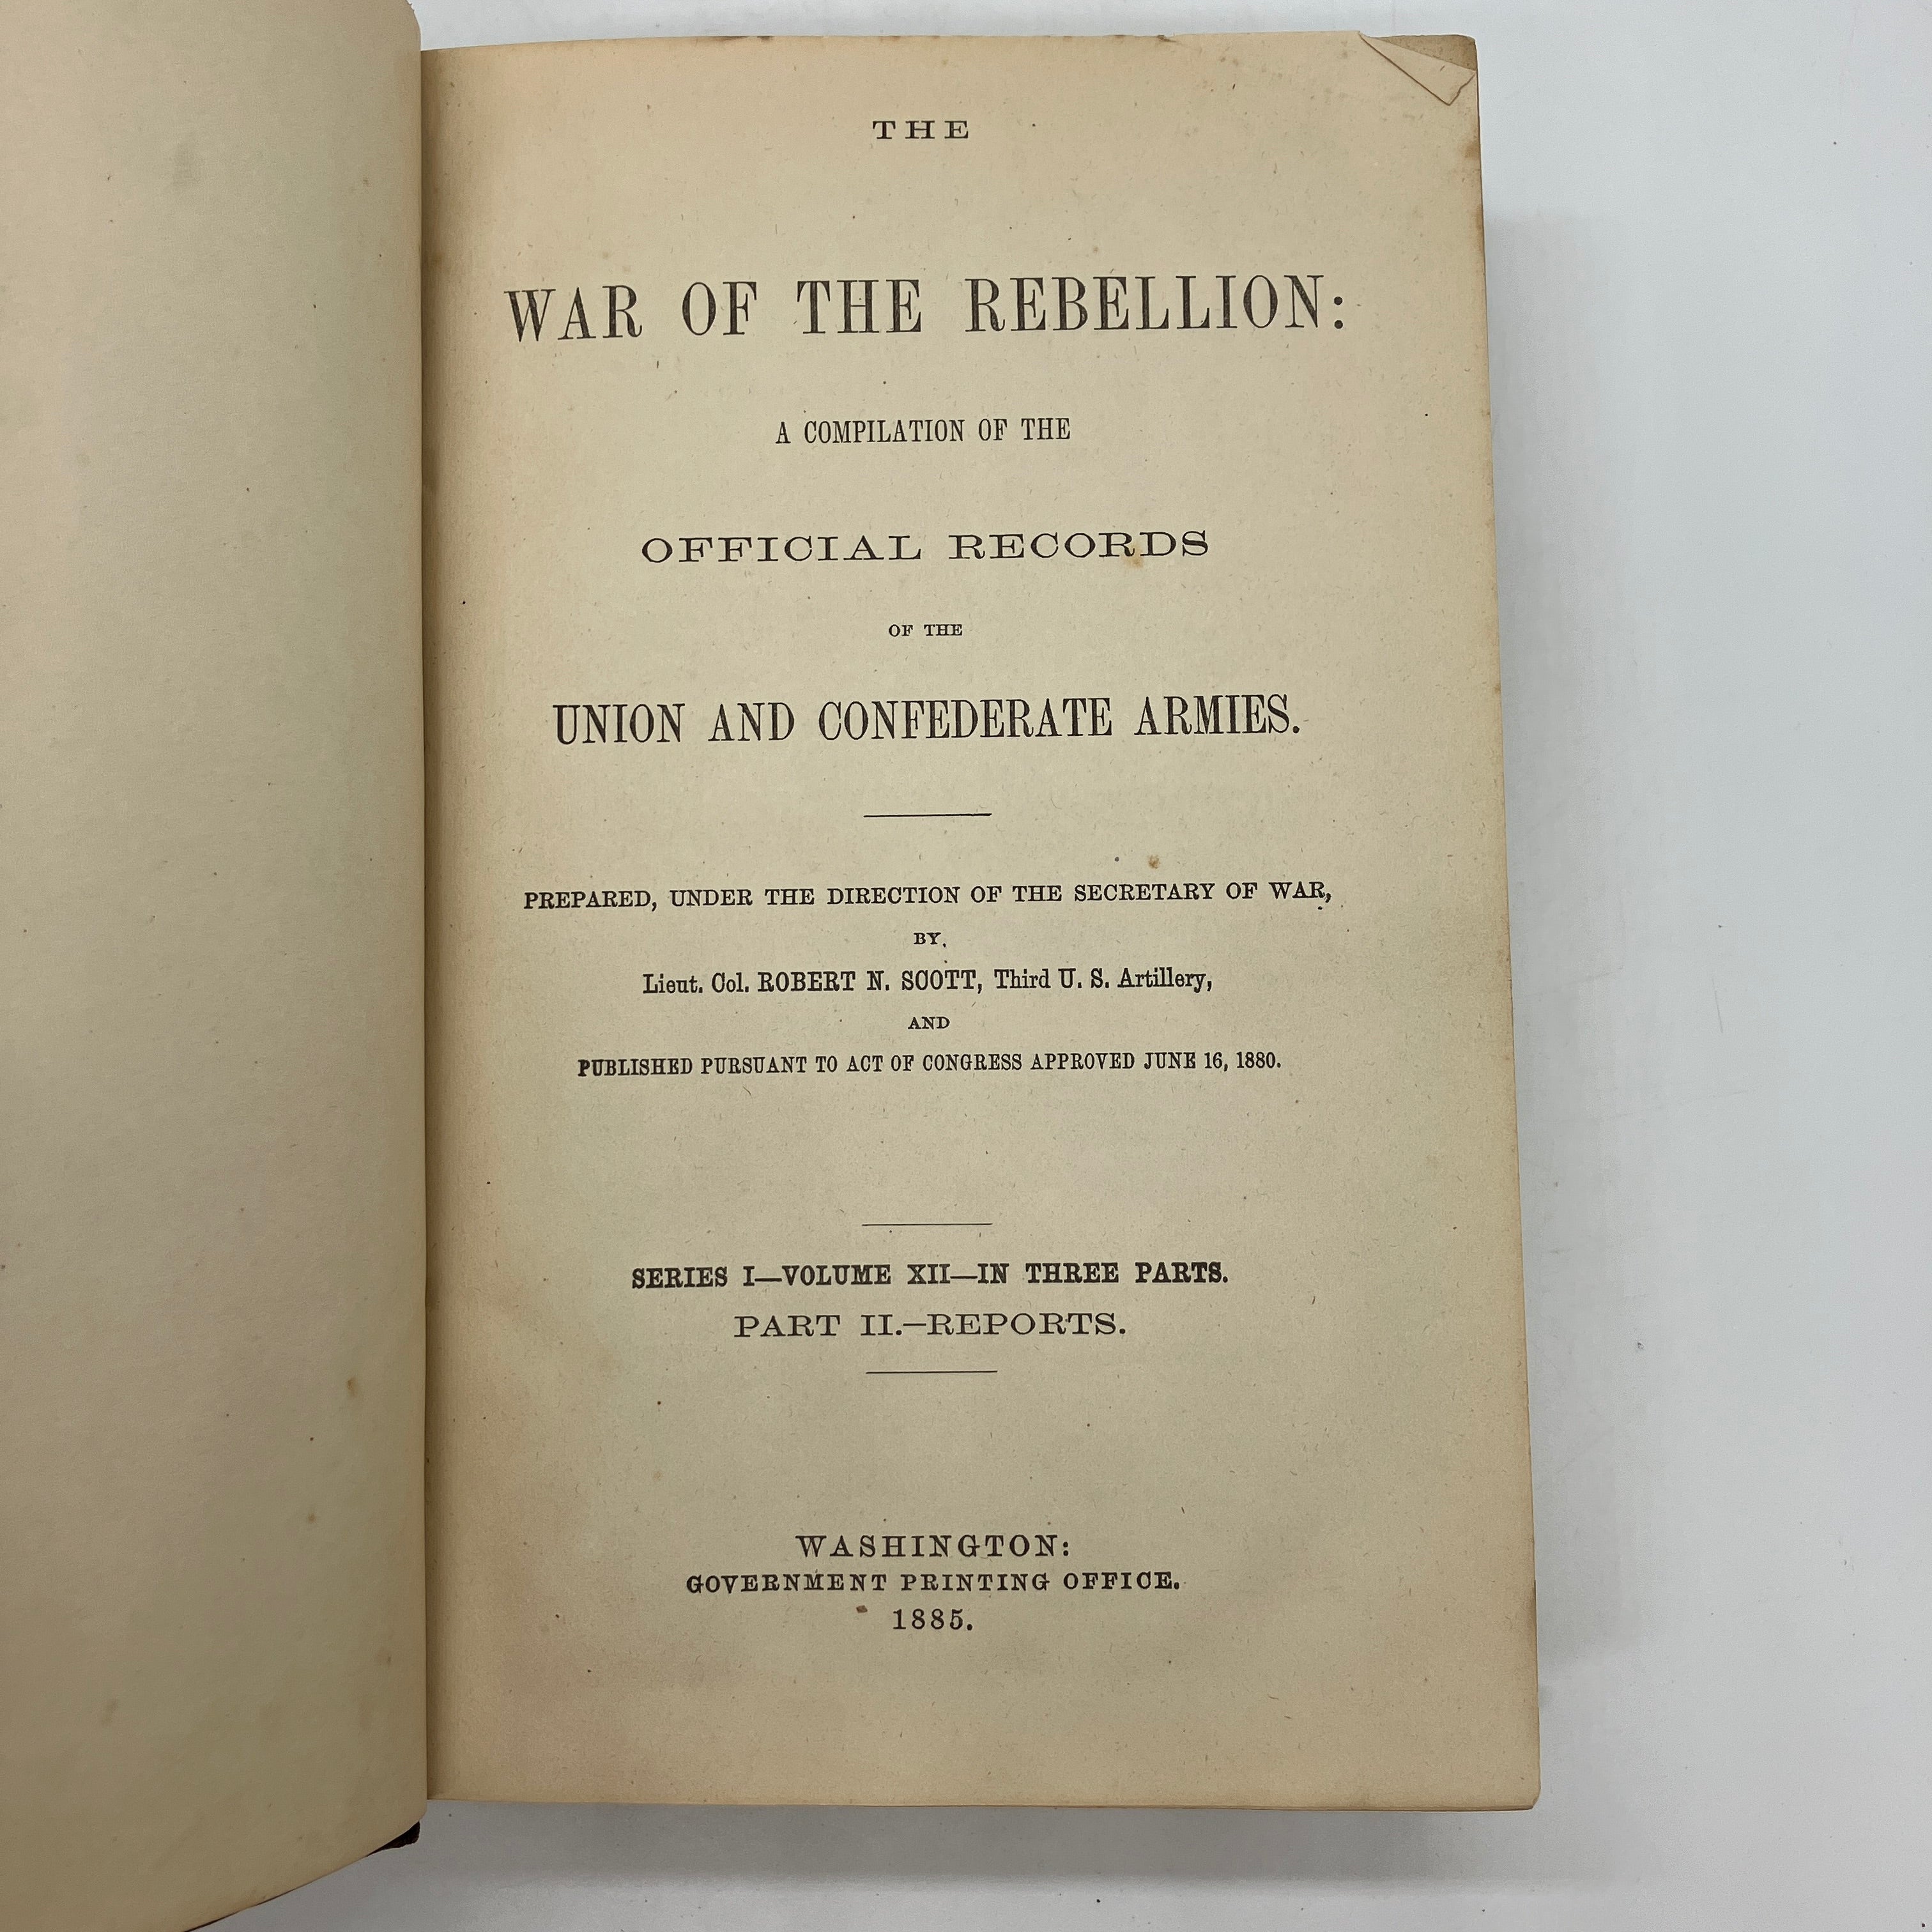 THE
WAR OF THE REBELLION:
A COMPILATION OF THE
OFFICIAL RECORDS
OF THE
UNION AND CONFEDERATE ARMIES.
PREPARED, UNDER THE DIRECTION OF THE SECRETARY OF WAR,
BY
Lieut. Col. ROBERT N. SCOTT, Third U. S. Artillery,
AND
PUBLISHED PURSUANT TO ACT OF CONGRESS APPROVED JUNE 16, 1880.
SERIES I—VOLUME XII—IN THREE PARTS.
PART II.—REPORTS.
WASHINGTON:
GOVERNMENT PRINTING OFFICE.
1885.